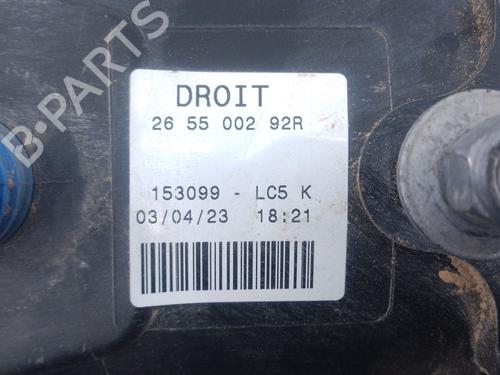 B-PARTS
DROIT
26 55 002 92R
153099 - LC5 K
03/04/23 18:21